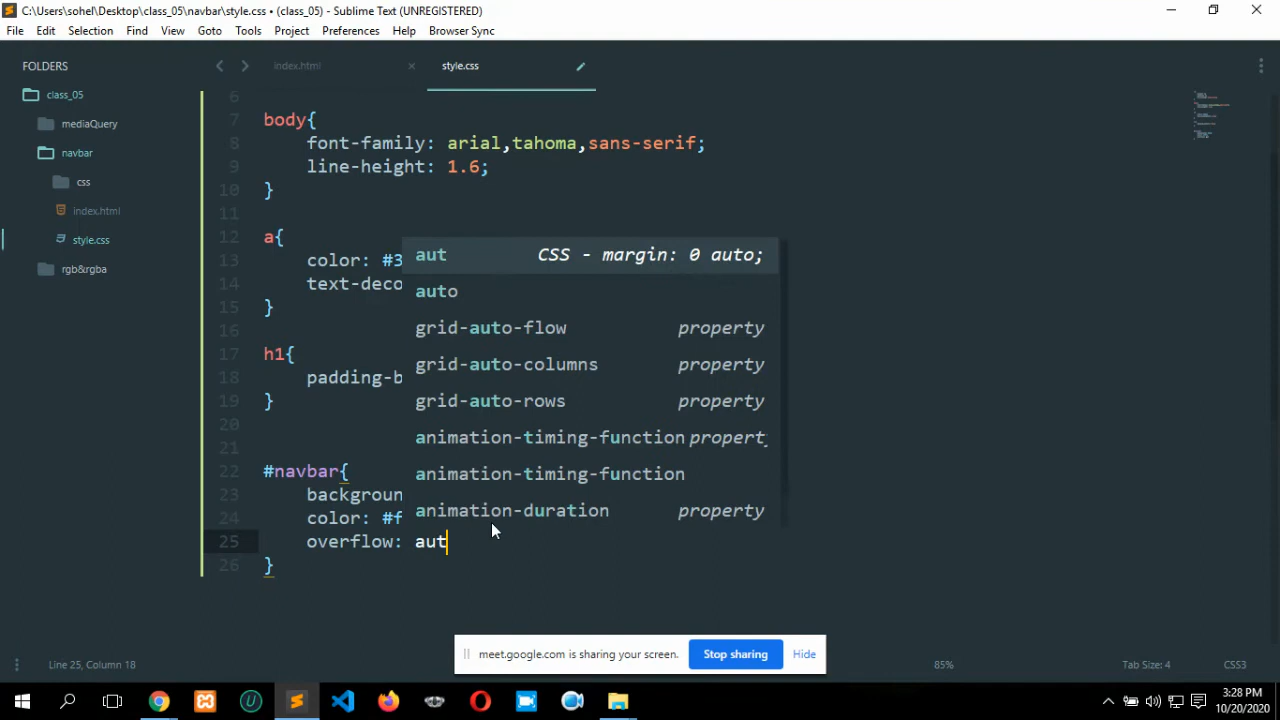 C:\Users\sohel\Desktop\class_05\navbar\style.css • (class_05) - Sublime Text (UNREGISTERED)
File Edit Selection Find View Goto Tools Project Preferences Help Browser Sync
FOLDERS
class_05
mediaQuery
navbar
css
index.html
style.css
rgb&rgba
index.html × style.css
6
7 body{
8 font-family: arial,tahoma,sans-serif;
9 line-height: 1.6;
10 }
11
12 a{
13 color: #3
14 text-deco
15 }
16
17 h1{
18 padding-b
19 }
20
21
22 #navbar{
23 backgroun
24 color: #f
25 overflow: aut
26 }
aut CSS - margin: 0 auto;
auto
grid-auto-flow property
grid-auto-columns property
grid-auto-rows property
animation-timing-function propert
animation-timing-function
animation-duration property
meet.google.com is sharing your screen. Stop sharing Hide
Line 25, Column 18 85% Tab Size: 4 CSS3
3:28 PM
10/20/2020